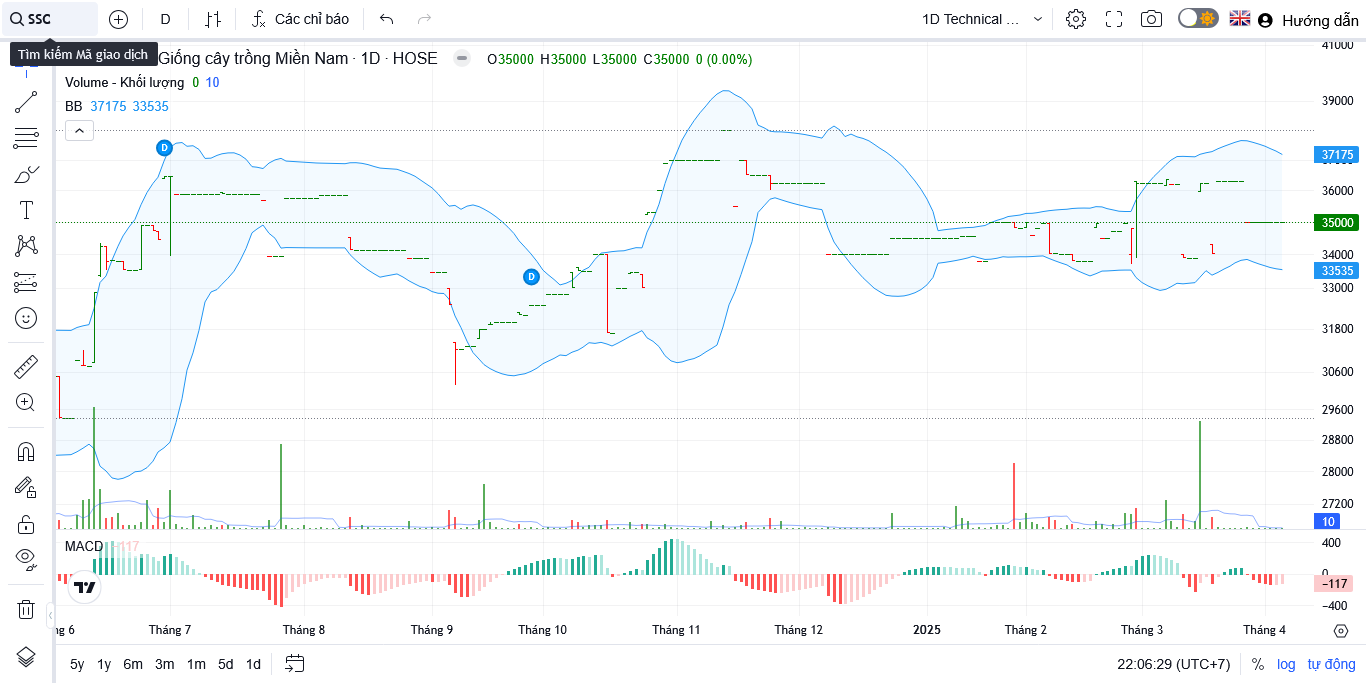 SSC
D
Các chỉ báo
1D Technical ...
Hướng dẫn
Tìm kiếm Mã giao dịch
Giống cây trồng Miền Nam · 1D · HOSE
O35000 H35000 L35000 C35000 0 (0.00%)
Volume - Khối lượng 0 10
BB 37175 33535
D
D
41000
39000
37175
36000
35000
34000
33535
33000
31800
30600
29600
28800
28000
27200
10
MACD -117
400
0
−117
−400
ng 6
Tháng 7
Tháng 8
Tháng 9
Tháng 10
Tháng 11
Tháng 12
2025
Tháng 2
Tháng 3
Tháng 4
5y 1y 6m 3m 1m 5d 1d
22:06:29 (UTC+7)
%
log
tự động